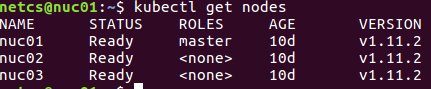 netcs@nuc01:~$ kubectl get nodes
NAME STATUS ROLES AGE VERSION
nuc01 Ready master 10d v1.11.2
nuc02 Ready <none> 10d v1.11.2
nuc03 Ready <none> 10d v1.11.2